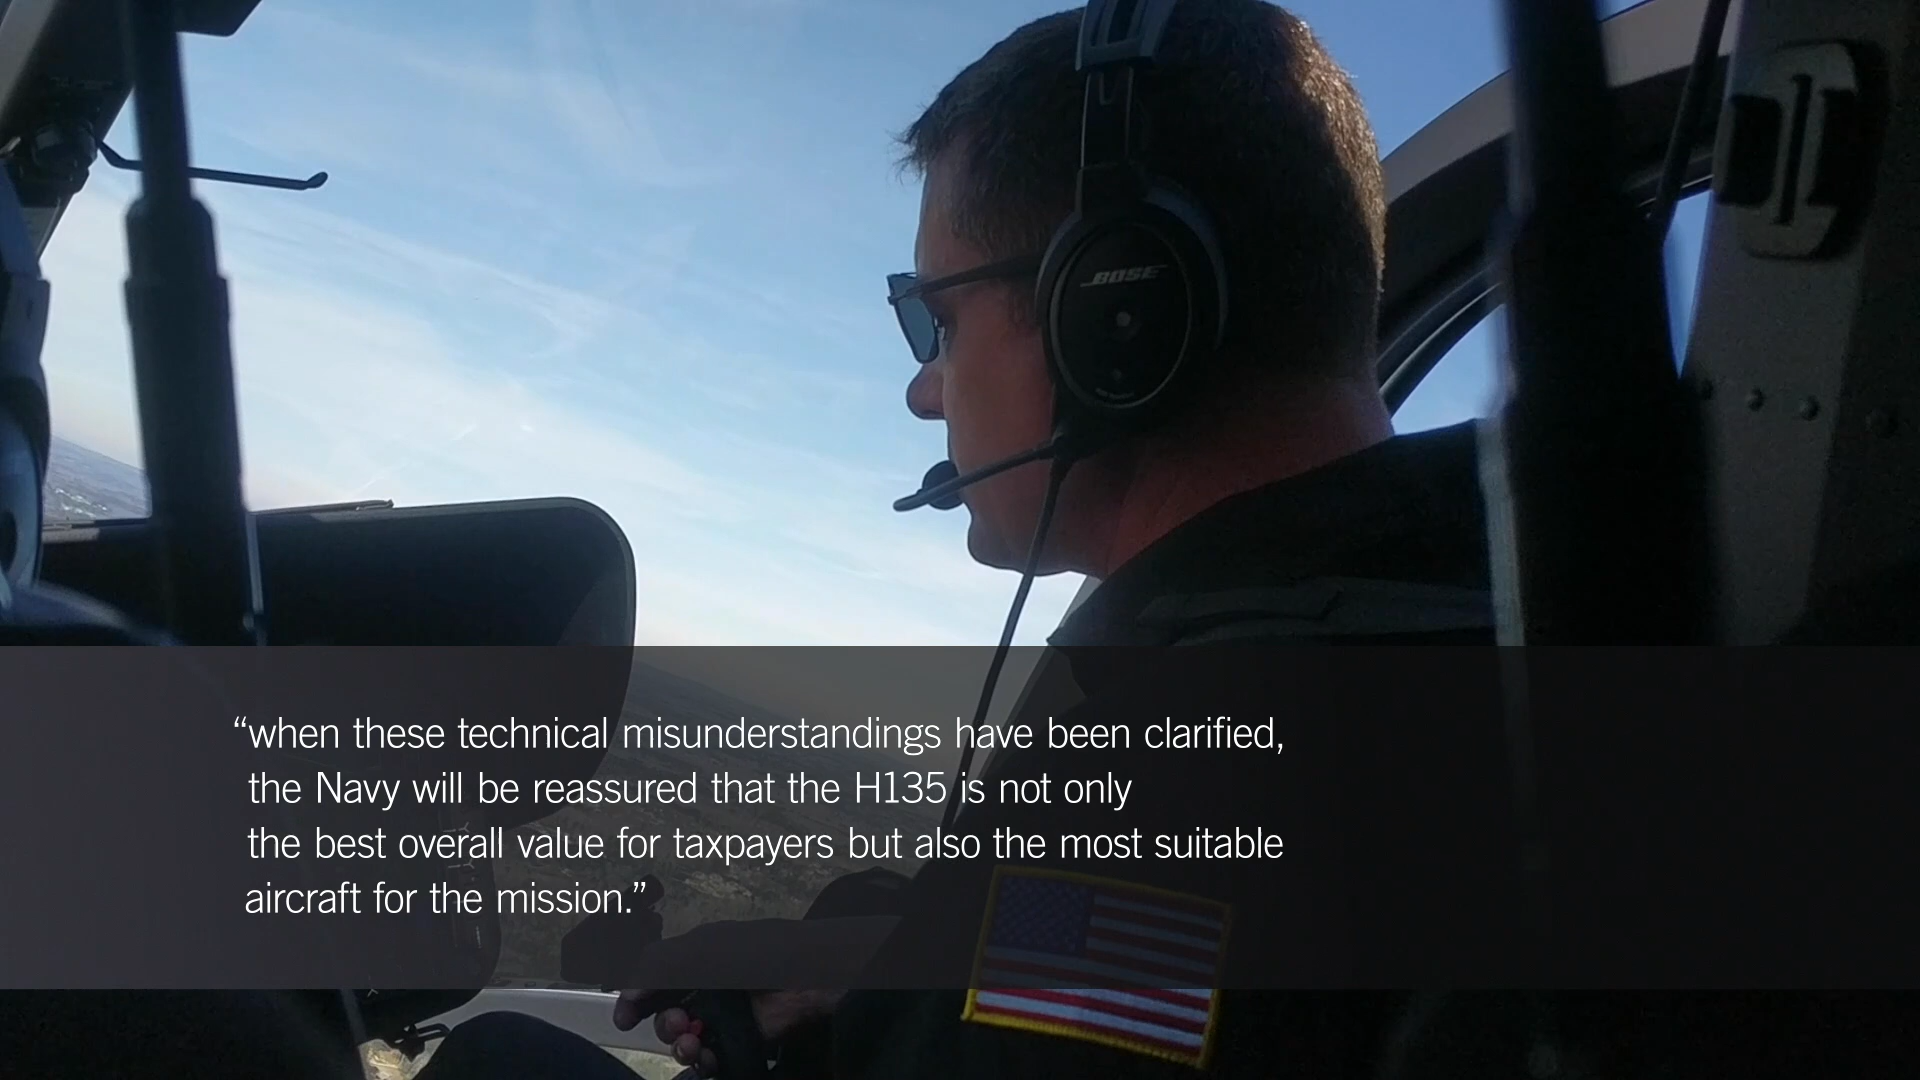 BOSE
“when these technical misunderstandings have been clarified,
the Navy will be reassured that the H135 is not only
the best overall value for taxpayers but also the most suitable
aircraft for the mission.”